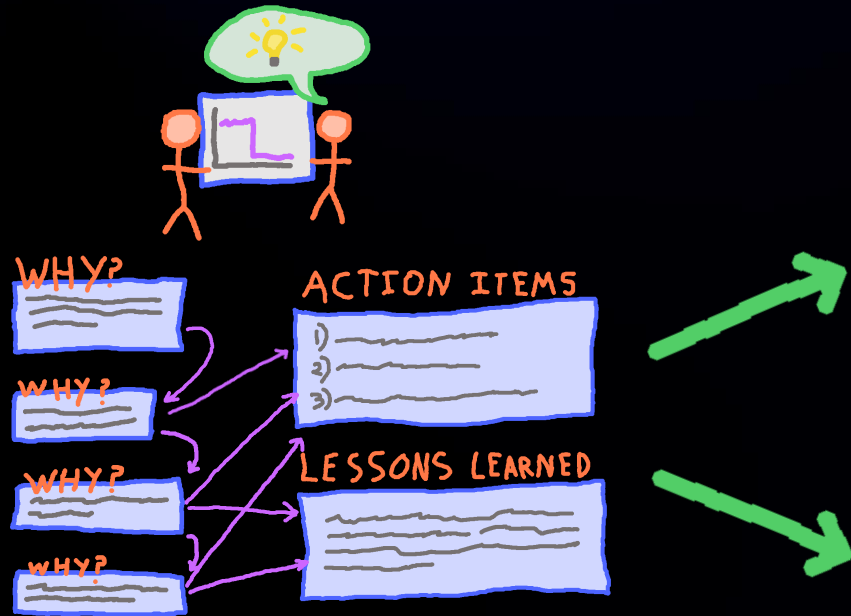 WHY?
WHY?
WHY?
WHY?
ACTION ITEMS
1)
2)
3)
LESSONS LEARNED